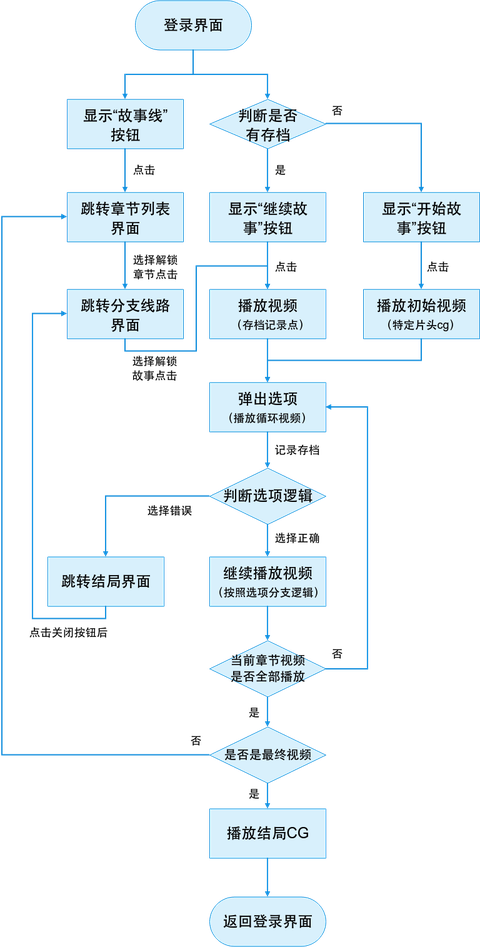 登录界面
显示“故事线”
按钮
判断是否
有存档
否
点击
是
跳转章节列表
界面
显示“继续故
事”按钮
显示“开始故
事”按钮
选择解锁
章节点击
点击
点击
跳转分支线路
界面
播放视频
(存档记录点)
播放初始视频
(特定片头cg)
选择解锁
故事点击
弹出选项
(播放循环视频)
记录存档
判断选项逻辑
选择错误
选择正确
跳转结局界面
继续播放视频
(按照选项分支逻辑)
点击关闭按钮后
当前章节视频
是否全部播放
否
是
否
是否是最终视频
是
播放结局CG
返回登录界面